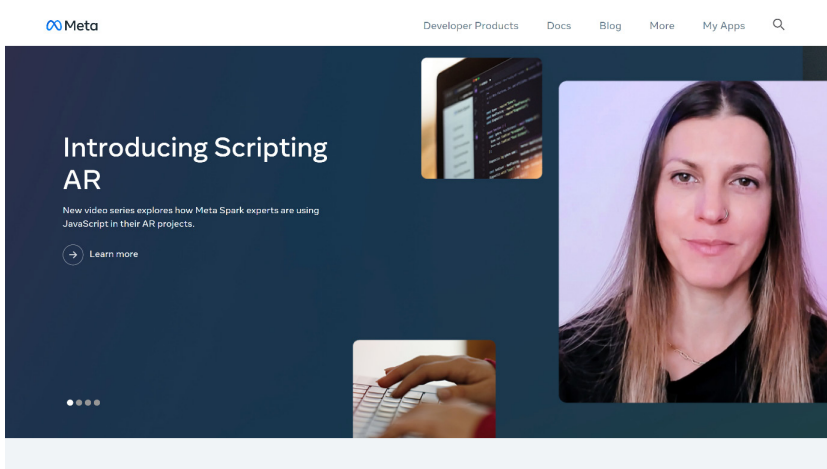 Meta
Developer Products
Docs
Blog
More
My Apps
Introducing Scripting
AR
New video series explores how Meta Spark experts are using
JavaScript in their AR projects.
Learn more